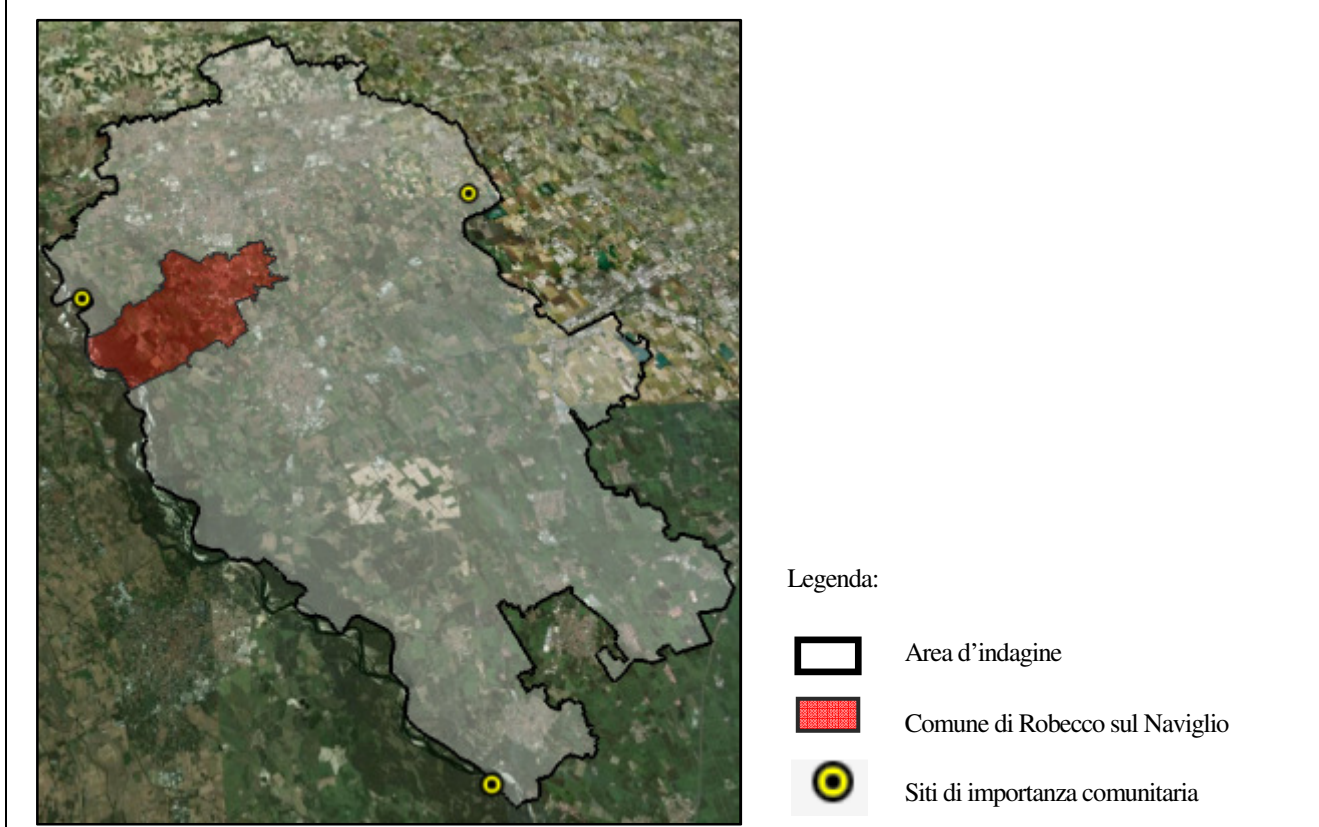 Legenda:
Area d’indagine
Comune di Robecco sul Naviglio
Siti di importanza comunitaria